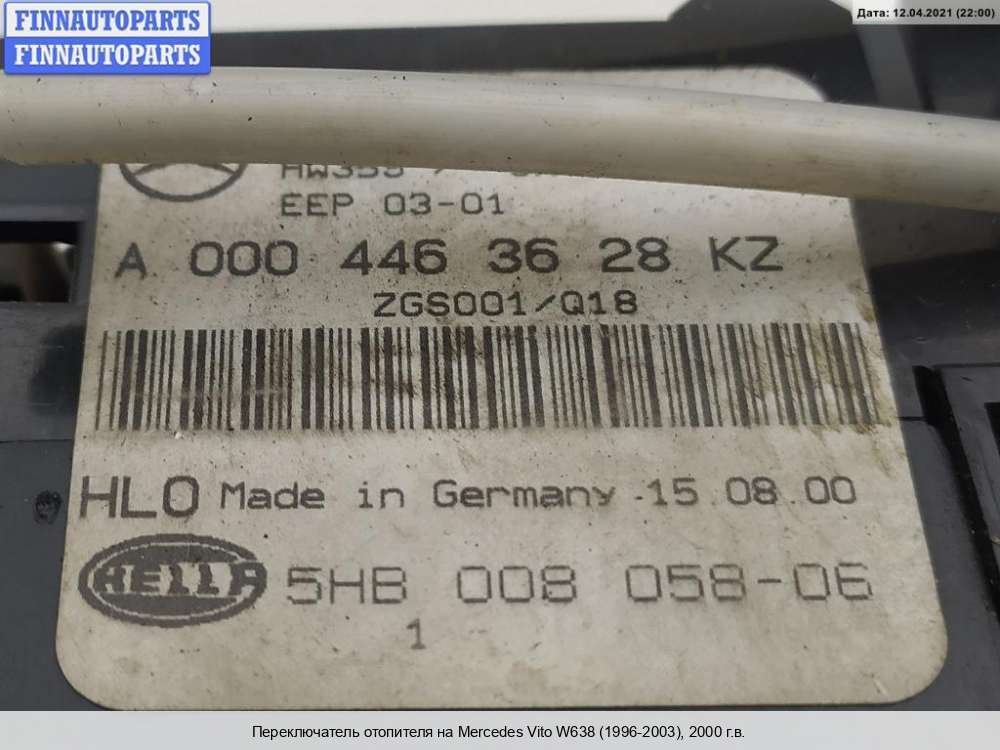 FINNAUTOPARTS
FINNAUTOPARTS
Дата: 12.04.2021 (22:00)
EEP 03-01
A 000 446 36 28 KZ
ZGS001/Q18
HLO Made in Germany 15.08.00
HELLA 5HB 008 058-06
1
Переключатель отопителя на Mercedes Vito W638 (1996-2003), 2000 г.в.